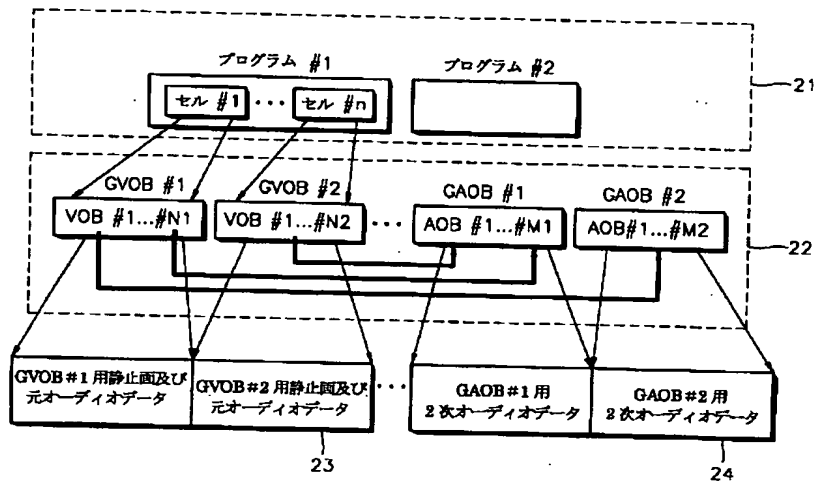 プログラム #1
プログラム #2
セル #1 ･･･ セル #n
21
GVOB #1
GVOB #2
GAOB #1
GAOB #2
VOB #1...#N1
VOB #1...#N2
･･･
AOB #1...#M1
AOB#1...#M2
22
GVOB#1用静止画及び
元オーディオデータ
GVOB#2用静止画及び
元オーディオデータ
･･･
GAOB#1用
2次オーディオデータ
GAOB#2用
2次オーディオデータ
23
24